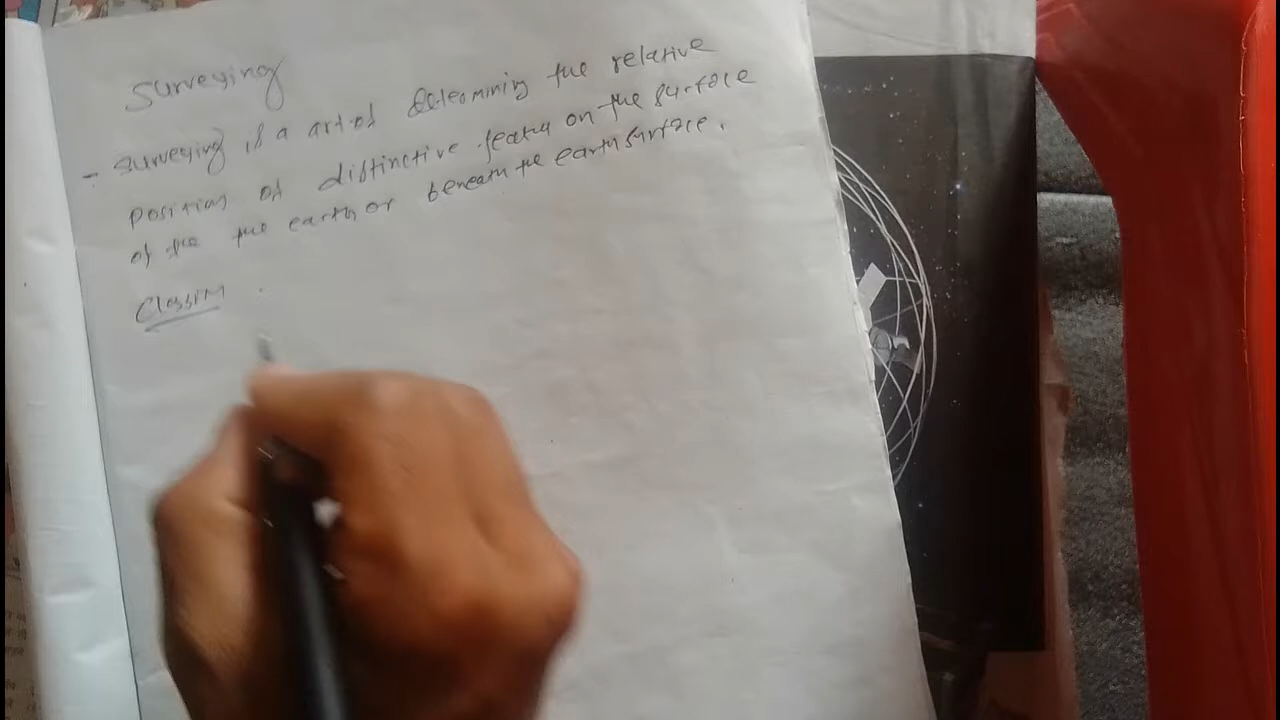 Surveying
- surveying is a art of determining the relative
position of distinctive featu on the surface
of the the earth or beneath the earth surface.
Classi